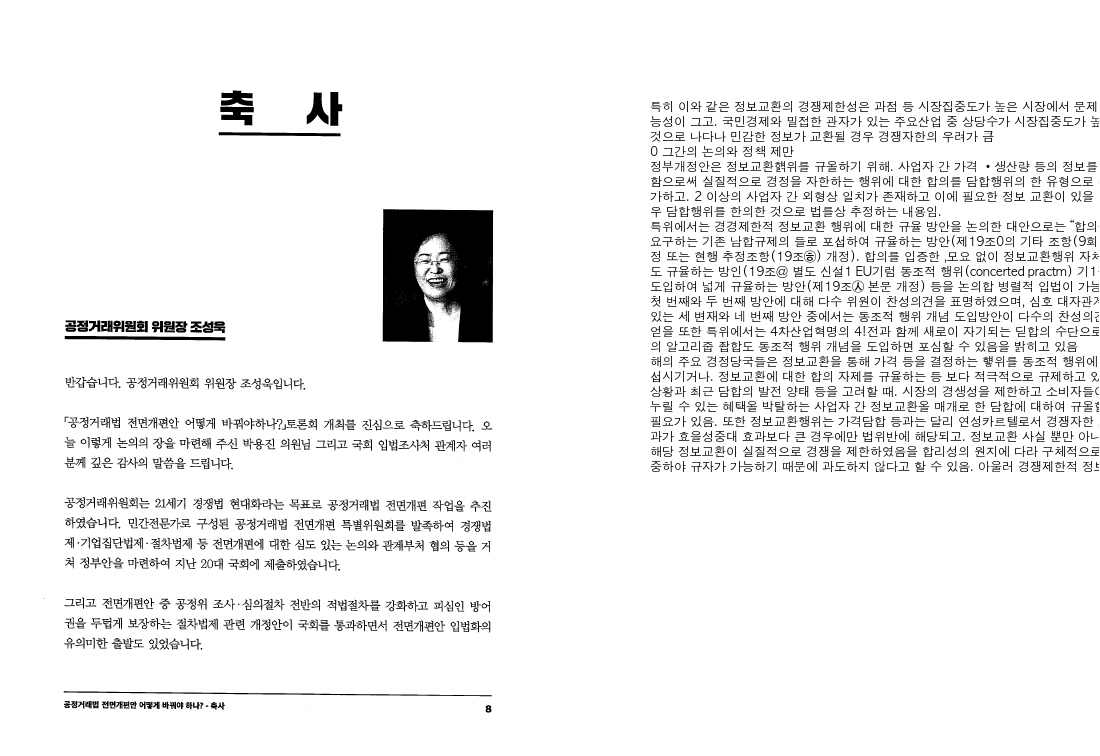 축 사
공정거래위원회 위원장 조성욱
반갑습니다. 공정거래위원회 위원장 조성욱입니다.
「공정거래법 전면개편안 어떻게 바꿔야하나?」토론회 개최를 진심으로 축하드립니다. 오
늘 이렇게 논의의 장을 마련해 주신 박용진 의원님 그리고 국회 입법조사처 관계자 여러
분께 깊은 감사의 말씀을 드립니다.
공정거래위원회는 21세기 경쟁법 현대화라는 목표로 공정거래법 전면개편 작업을 추진
하였습니다. 민간전문가로 구성된 공정거래법 전면개편 특별위원회를 발족하여 경쟁법
제·기업집단법제·절차법제 등 전면개편에 대한 심도 있는 논의와 관계부처 협의 등을 거
쳐 정부안을 마련하여 지난 20대 국회에 제출하였습니다.
그리고 전면개편안 중 공정위 조사·심의절차 전반의 적법절차를 강화하고 피심인 방어
권을 두텁게 보장하는 절차법제 관련 개정안이 국회를 통과하면서 전면개편안 입법화의
유의미한 출발도 있었습니다.
공정거래법 전면개편안 어떻게 바꿔야 하나? - 축사
8
특히 이와 같은 정보교환의 경쟁제한성은 과점 등 시장집중도가 높은 시장에서 문제
능성이 그고. 국민경제와 밀접한 관자가 있는 주요산업 중 상당수가 시장집중도가 높
것으로 나다나 민감한 정보가 교환될 경우 경쟁자한의 우려가 큼
0 그간의 논의와 정책 제만
정부개정안은 정보교환햄위를 규올하기 위해. 사업자 간 가격 •생산량 등의 정보를
함으로써 실질적으로 경정을 자한하는 행위에 대한 합의를 담합행위의 한 유형으로
가하고. 2 이상의 사업자 간 외형상 일치가 존재하고 이에 필요한 정보 교환이 있을
우 담합행위를 한의한 것으로 법률상 추정하는 내용임.
특위에서는 경경제한적 정보교환 행위에 대한 규율 방안을 논의한 대안으로는 “합의
요구하는 기존 남합규제의 들로 포섭하여 규율하는 방안(제19조0의 기타 조항(9회
정 또는 현행 추정조항(19조㉭) 개정). 합의를 입증한 ,모요 없이 정보교환행위 자체
도 규율하는 방인(19조@ 별도 신설1 EU기럼 동조적 행위(concerted practm) 기1
도입하여 넓게 규율하는 방안(제19조Ⓐ 본문 개정) 등을 논의합 병렬적 입법이 가능
첫 번째와 두 번째 방안에 대해 다수 위원이 찬성의견을 표명하였으며, 심호 대자관계
있는 세 변재와 네 번째 방안 중에서는 동조적 행위 개념 도입방안이 다수의 찬성의견
얻을 또한 특위에서는 4차산업혁명의 4!전과 함께 새로이 자기되는 딛합의 수단으로
의 알고리줍 좝합도 동조적 행위 개념을 도입하면 포심할 수 있음을 밝히고 있음
해의 주요 경정당국들은 정보교환을 통해 가격 등을 결정하는 행위를 동조적 행위에
섭시기거나. 정보교환에 대한 합의 자제를 규율하는 등 보다 적극적으로 규제하고 있
상황과 최근 담합의 발전 양태 등을 고려할 때. 시장의 경생성을 제한하고 소비자들이
누릴 수 있는 혜택올 박탈하는 사업자 간 정보교환올 매개로 한 담합에 대하여 규올할
필요가 있음. 또한 정보교환행위는 가격담합 등과는 달리 연성카르텔로서 경쟁자한
과가 효을성중대 효과보다 큰 경우에만 법위반에 해당되고. 정보교환 사실 뿐만 아니
해당 정보교환이 실질적으로 경쟁을 제한하였음을 합리성의 원지에 다라 구체적으로
중하야 규자가 가능하기 때문에 과도하지 않다고 할 수 있음. 아울러 경쟁제한적 정보